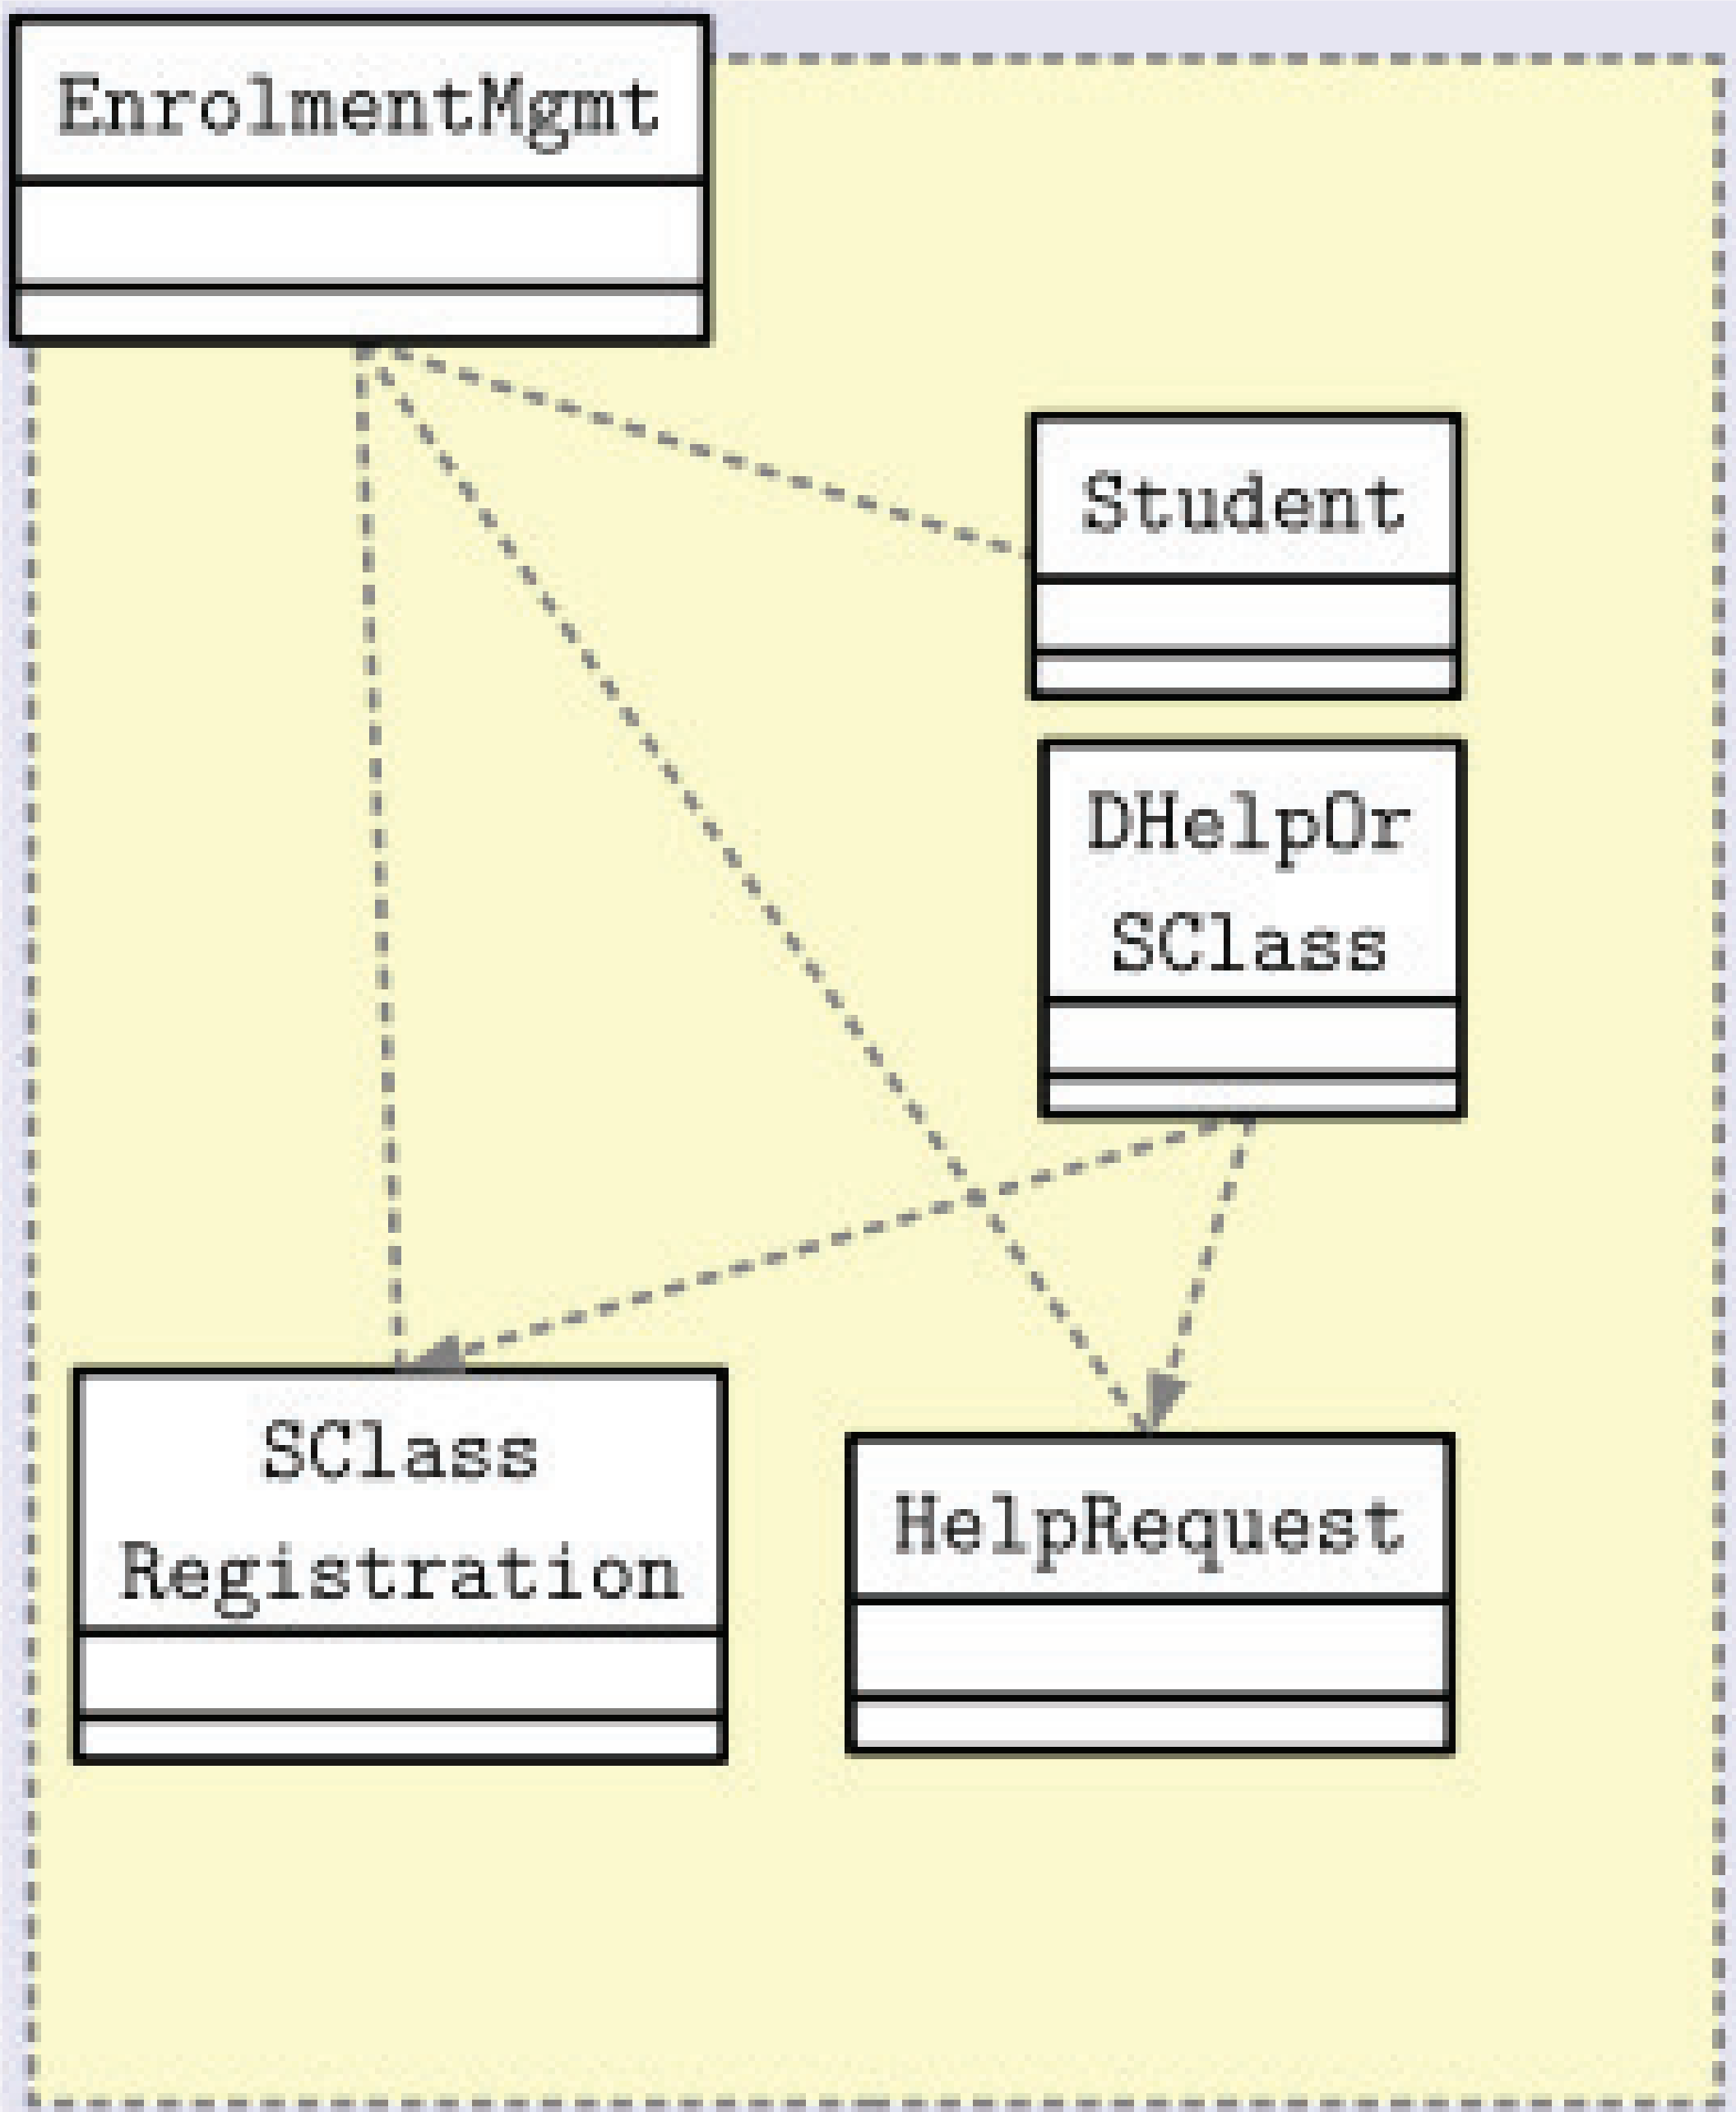 EnrolmentMgmt
Student
DHelpOr
SClass
SClass
Registration
HelpRequest